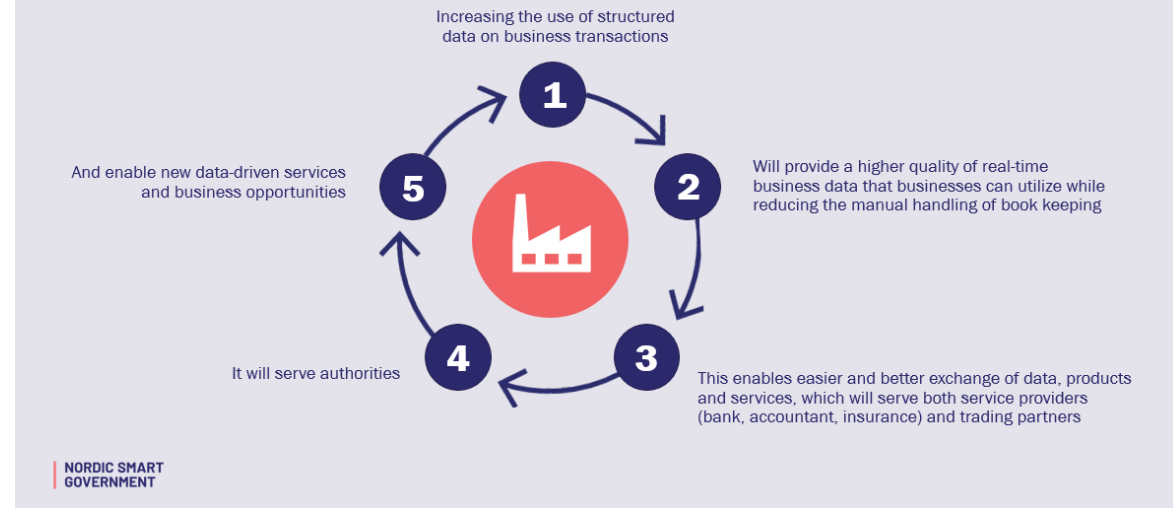 Increasing the use of structured
data on business transactions
1
2
Will provide a higher quality of real-time
business data that businesses can utilize while
reducing the manual handling of book keeping
3
This enables easier and better exchange of data, products
and services, which will serve both service providers
(bank, accountant, insurance) and trading partners
4
It will serve authorities
5
And enable new data-driven services
and business opportunities
NORDIC SMART
GOVERNMENT